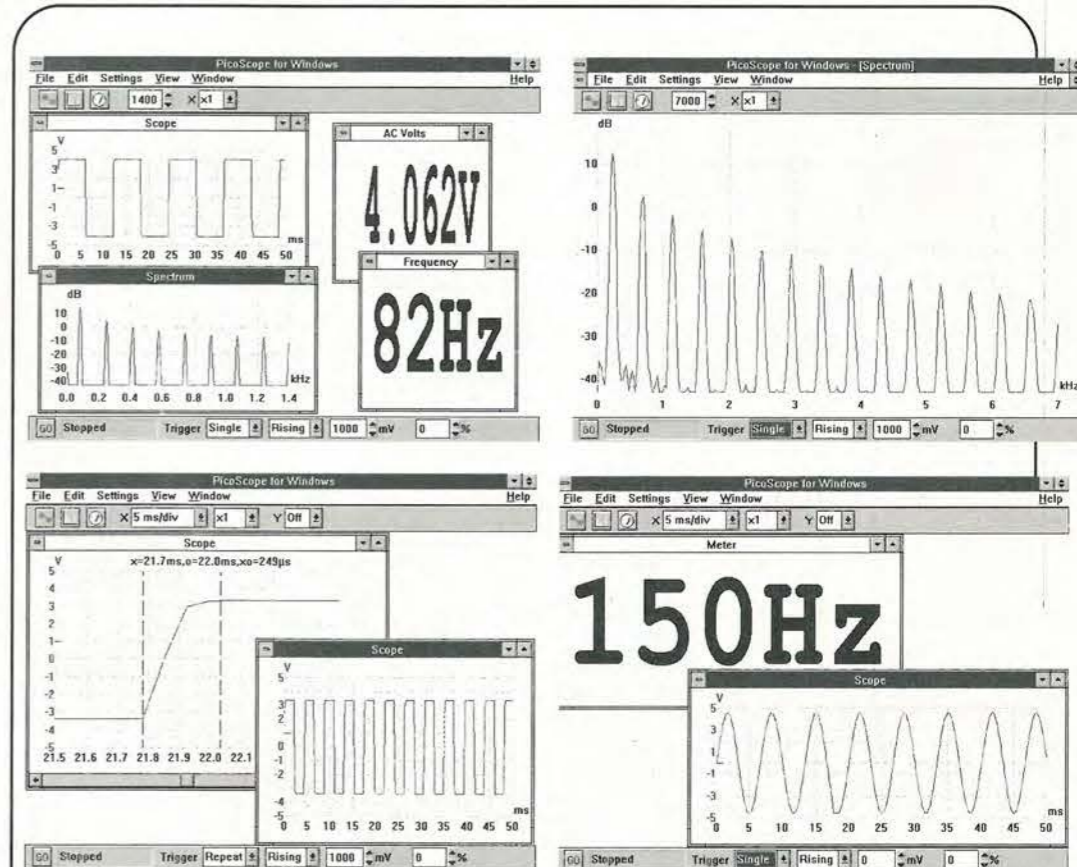 PicoScope for Windows
File Edit Settings View Window Help
1400 x1
Scope
V
5
3
1
-1
-3
-5
ms
0 5 10 15 20 25 30 35 40 45 50
AC Volts
4.062V
Frequency
82Hz
Spectrum
dB
10
0
-10
-20
-30
-40
kHz
0.0 0.2 0.4 0.6 0.8 1.0 1.2 1.4
GO Stopped Trigger Single Rising 1000 mV 0 %
PicoScope for Windows - [Spectrum]
File Edit Settings View Window Help
7000 x1
dB
10
0
-10
-20
-30
-40
kHz
0 1 2 3 4 5 6 7
GO Stopped Trigger Single Rising 1000 mV 0 %
PicoScope for Windows
File Edit Settings View Window Help
X 5 ms/div x1 Y Off
Scope
V x=21.7ms,o=22.0ms,xo=249µs
5
4
3
2
1
0
-1
-2
-3
-4
-5
21.5 21.6 21.7 21.8 21.9 22.0 22.1
Scope
V
5
3
2
0
-1
-2
-4
-5
ms
0 5 10 15 20 25 30 35 40 45 50
GO Stopped Trigger Repeat Rising 1000 mV 0 %
PicoScope for Windows
File Edit Settings View Window Help
X 5 ms/div x1 Y Off
Meter
150Hz
Scope
V
5
3
1
-1
-3
-5
ms
0 5 10 15 20 25 30 35 40 45 50
GO Stopped Trigger Single Rising 0 mV 0 %